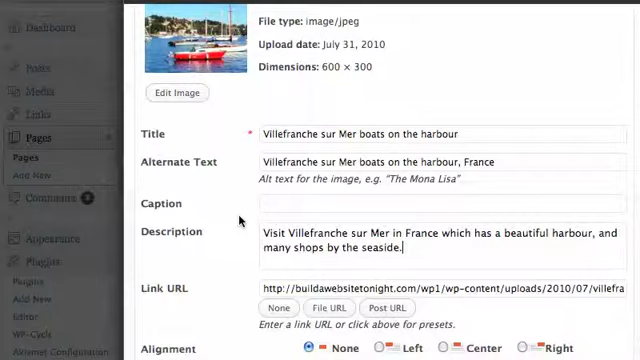 Dashboard
Posts
Media
Links
Pages
Pages
Add New
Comments
Appearance
Plugins
Plugins
Add New
Editor
WP-Cycle
Akismet Configuration
File type: image/jpeg
Upload date: July 31, 2010
Dimensions: 600 × 300
Edit Image
Title * Villefranche sur Mer boats on the harbour
Alternate Text Villefranche sur Mer boats on the harbour, France
Alt text for the image, e.g. "The Mona Lisa"
Caption
Description Visit Villefranche sur Mer in France which has a beautiful harbour, and
many shops by the seaside.
Link URL http://buildawebsitetonight.com/wp1/wp-content/uploads/2010/07/villefra
None File URL Post URL
Enter a link URL or click above for presets.
Alignment None Left Center Right